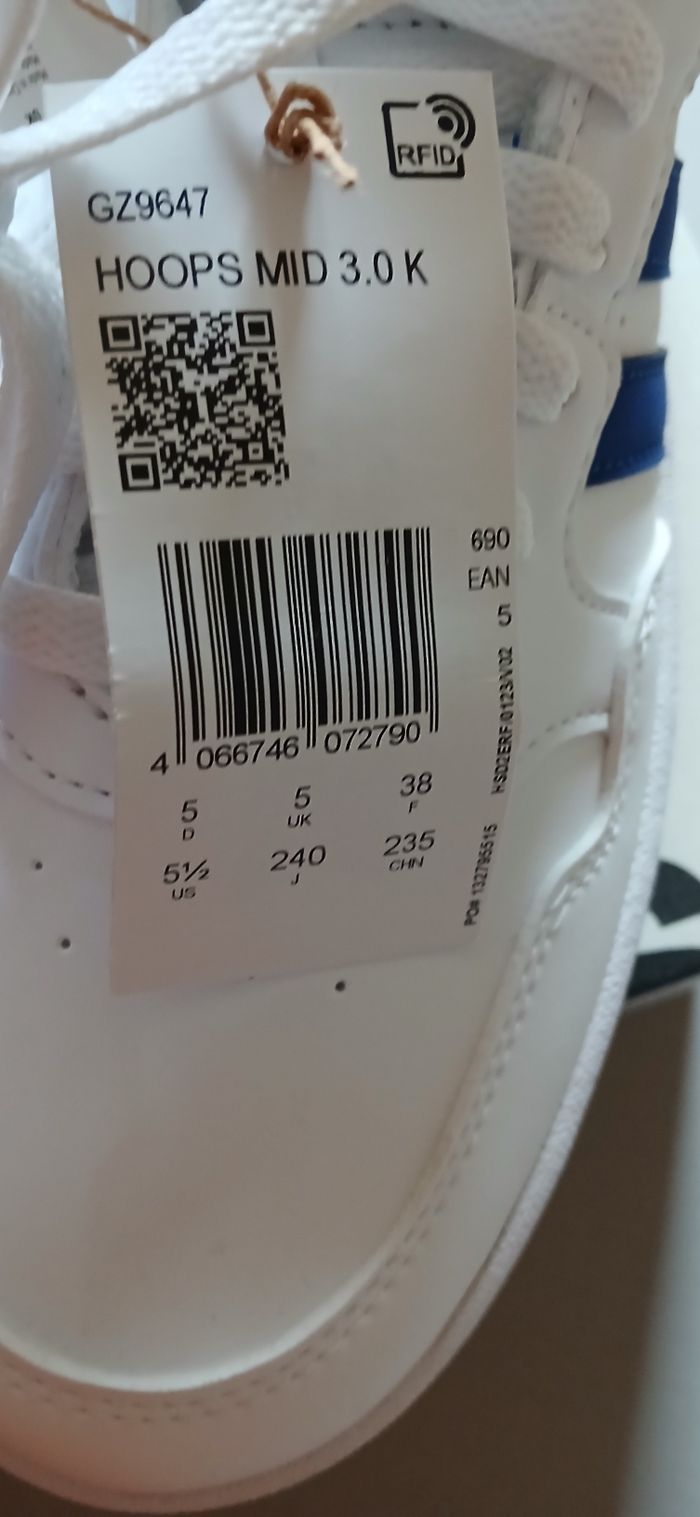 RFID
GZ9647
HOOPS MID 3.0 K
690
EAN
5
4 066746 072790
5
D
5
UK
38
F
5½
US
240
J
235
CHN
HS02ERF/0123/V02
PO# 132795515